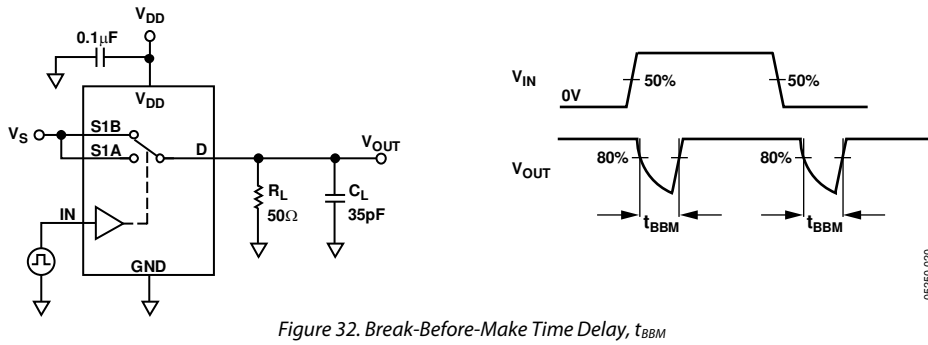 V_DD
0.1μF
V_DD
V_S
S1B
S1A
D
V_OUT
R_L
50Ω
C_L
35pF
IN
GND
V_IN
0V
50%
50%
V_OUT
80%
80%
t_BBM
t_BBM
Figure 32. Break-Before-Make Time Delay, t_BBM